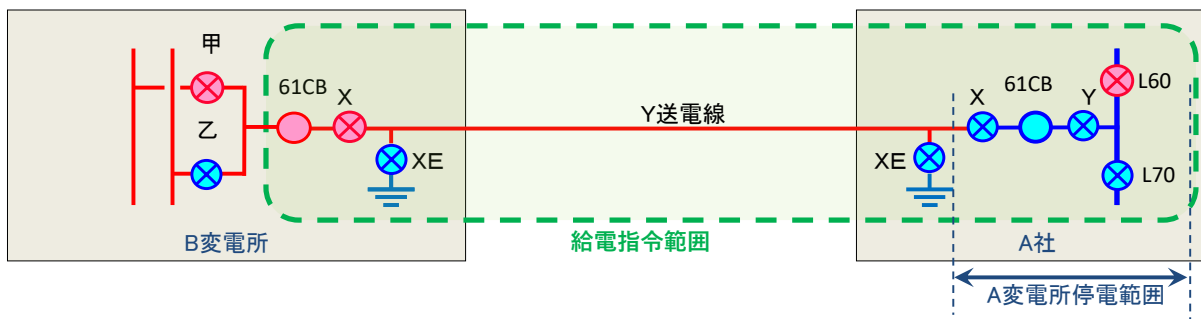 甲
乙
61CB
X
XE
B変電所
Y送電線
給電指令範囲
X
61CB
Y
L60
L70
XE
A社
A変電所停電範囲